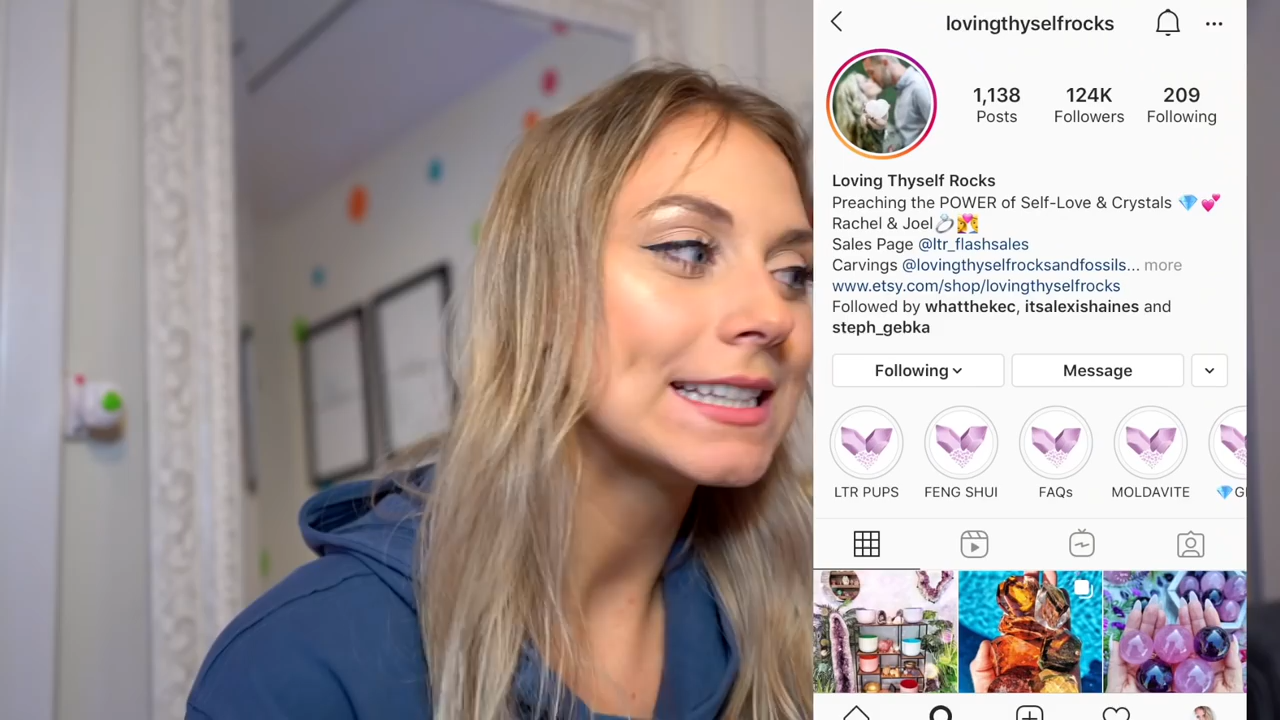 lovingthyselfrocks
1,138 124K 209
Posts Followers Following
Loving Thyself Rocks
Preaching the POWER of Self-Love & Crystals 💎💕
Rachel & Joel💍💏
Sales Page @ltr_flashsales
Carvings @lovingthyselfrocksandfossils... more
www.etsy.com/shop/lovingthyselfrocks
Followed by whatthekec, itsalexishaines and
steph_gebka
Following Message
LTR PUPS FENG SHUI FAQs MOLDAVITE 💎G